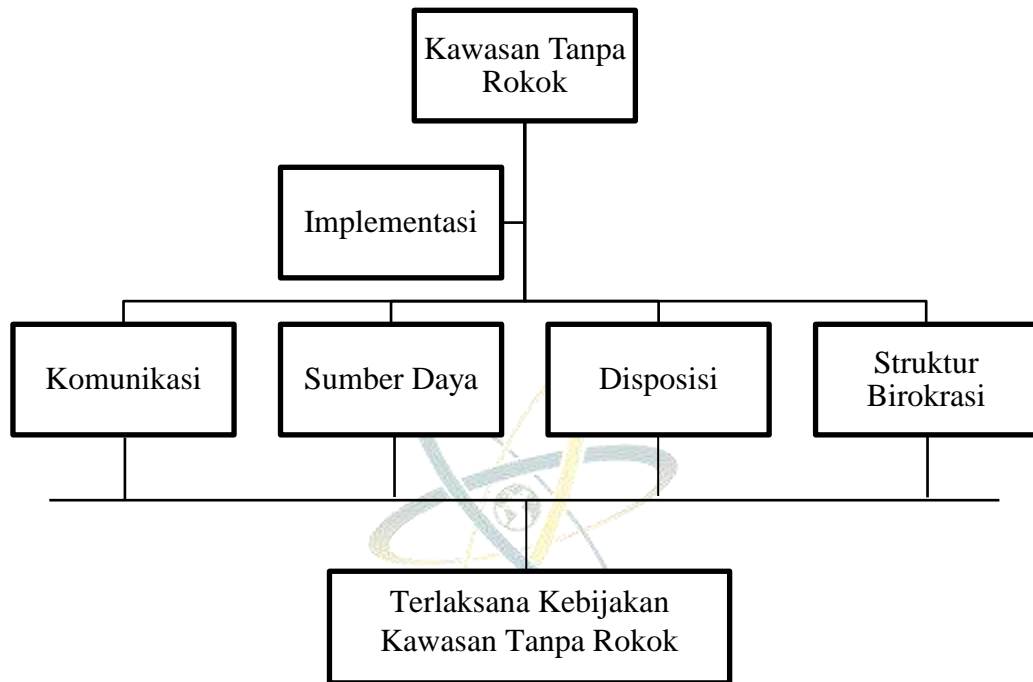 Kawasan Tanpa
Rokok
Implementasi
Komunikasi
Sumber Daya
Disposisi
Struktur
Birokrasi
Terlaksana Kebijakan
Kawasan Tanpa Rokok